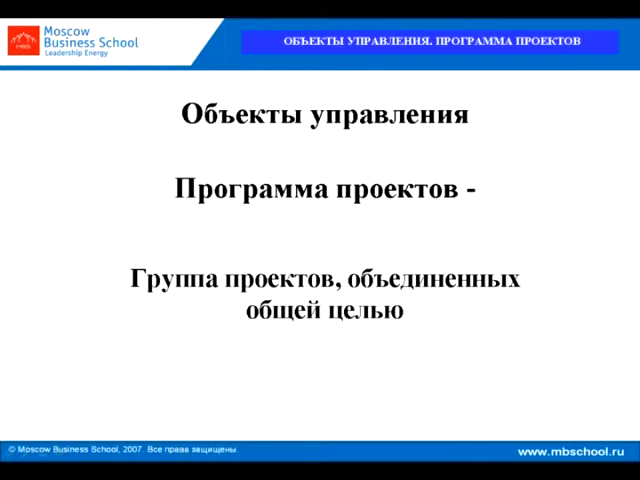 Moscow
Business School
Leadership Energy
ОБЪЕКТЫ УПРАВЛЕНИЯ. ПРОГРАММА ПРОЕКТОВ
Объекты управления
Программа проектов -
Группа проектов, объединенных
общей целью
© Moscow Business School, 2007. Все права защищены
www.mbschool.ru